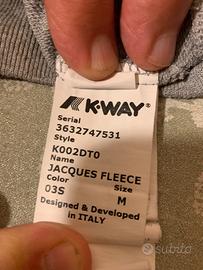 K-WAY®
Serial
3632747531
Style
K002DT0
Name
JACQUES FLEECE
Color Size
03S M
Designed & Developed
in ITALY
subito